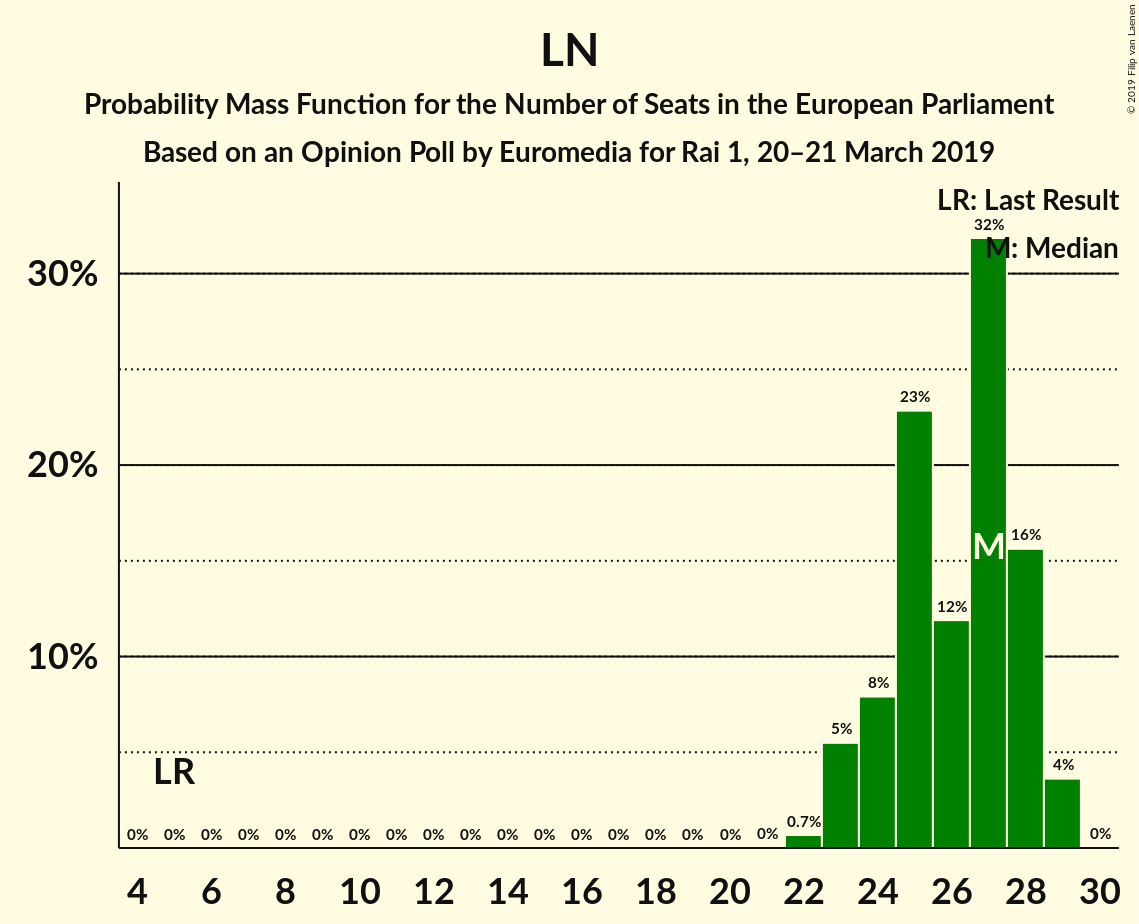 LN
Probability Mass Function for the Number of Seats in the European Parliament
Based on an Opinion Poll by Euromedia for Rai 1, 20–21 March 2019
© 2019 Filip van Laenen
LR: Last Result
M: Median
30%
20%
10%
32%
23%
16%
12%
8%
5%
4%
0.7%
M
LR
0% 0% 0% 0% 0% 0% 0% 0% 0% 0% 0% 0% 0% 0% 0% 0% 0% 0% 0%
4 6 8 10 12 14 16 18 20 22 24 26 28 30